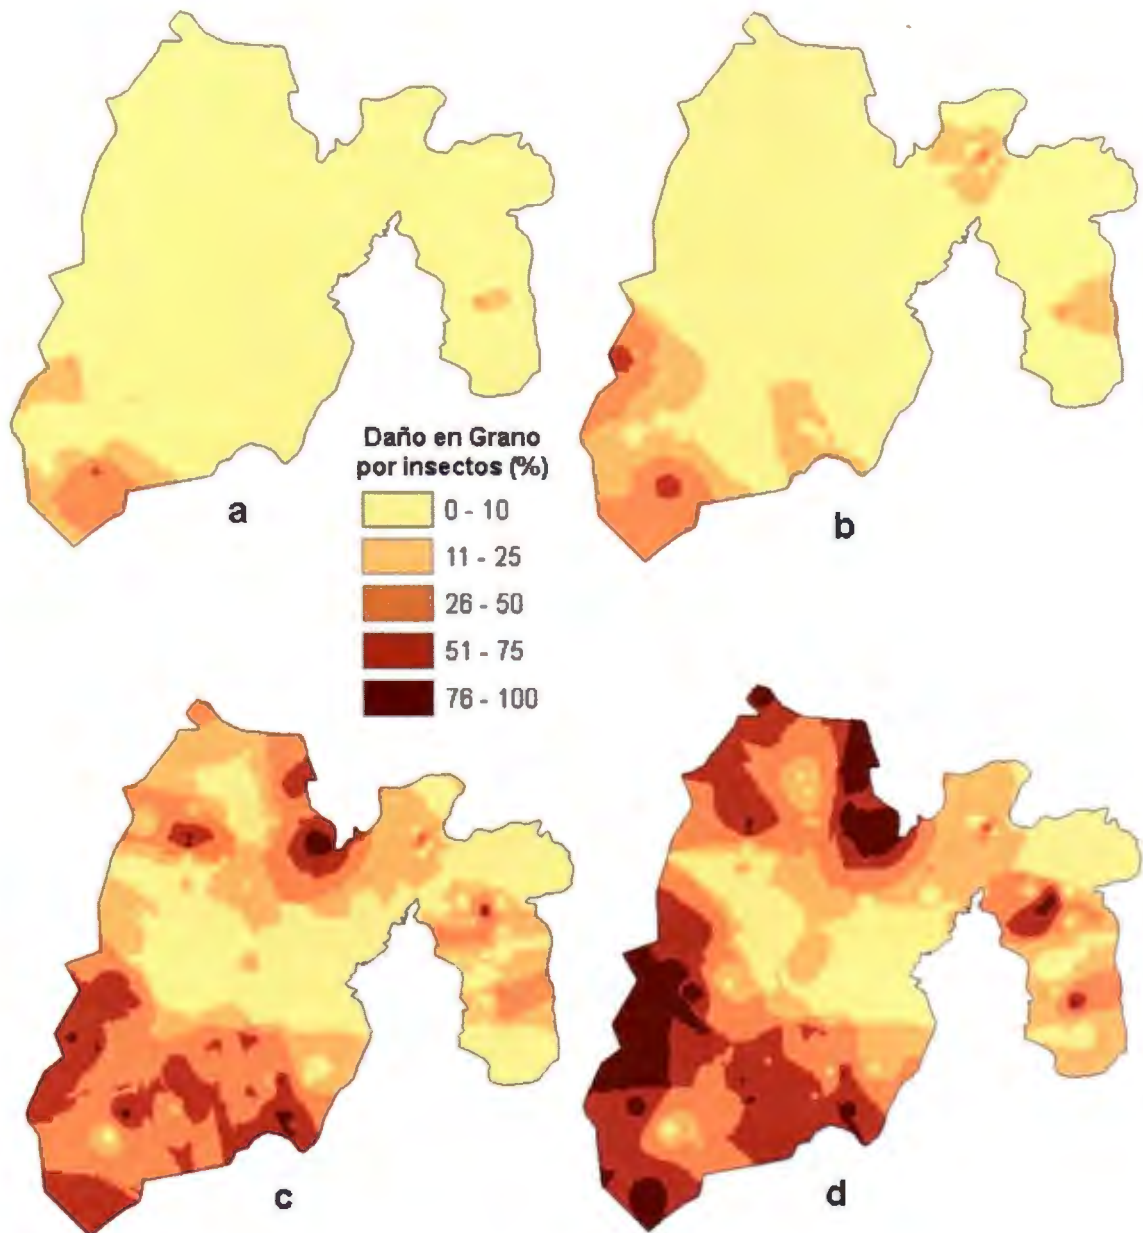 Daño en Grano
por insectos (%)
0 - 10
11 - 25
26 - 50
51 - 75
76 - 100
a
b
c
d